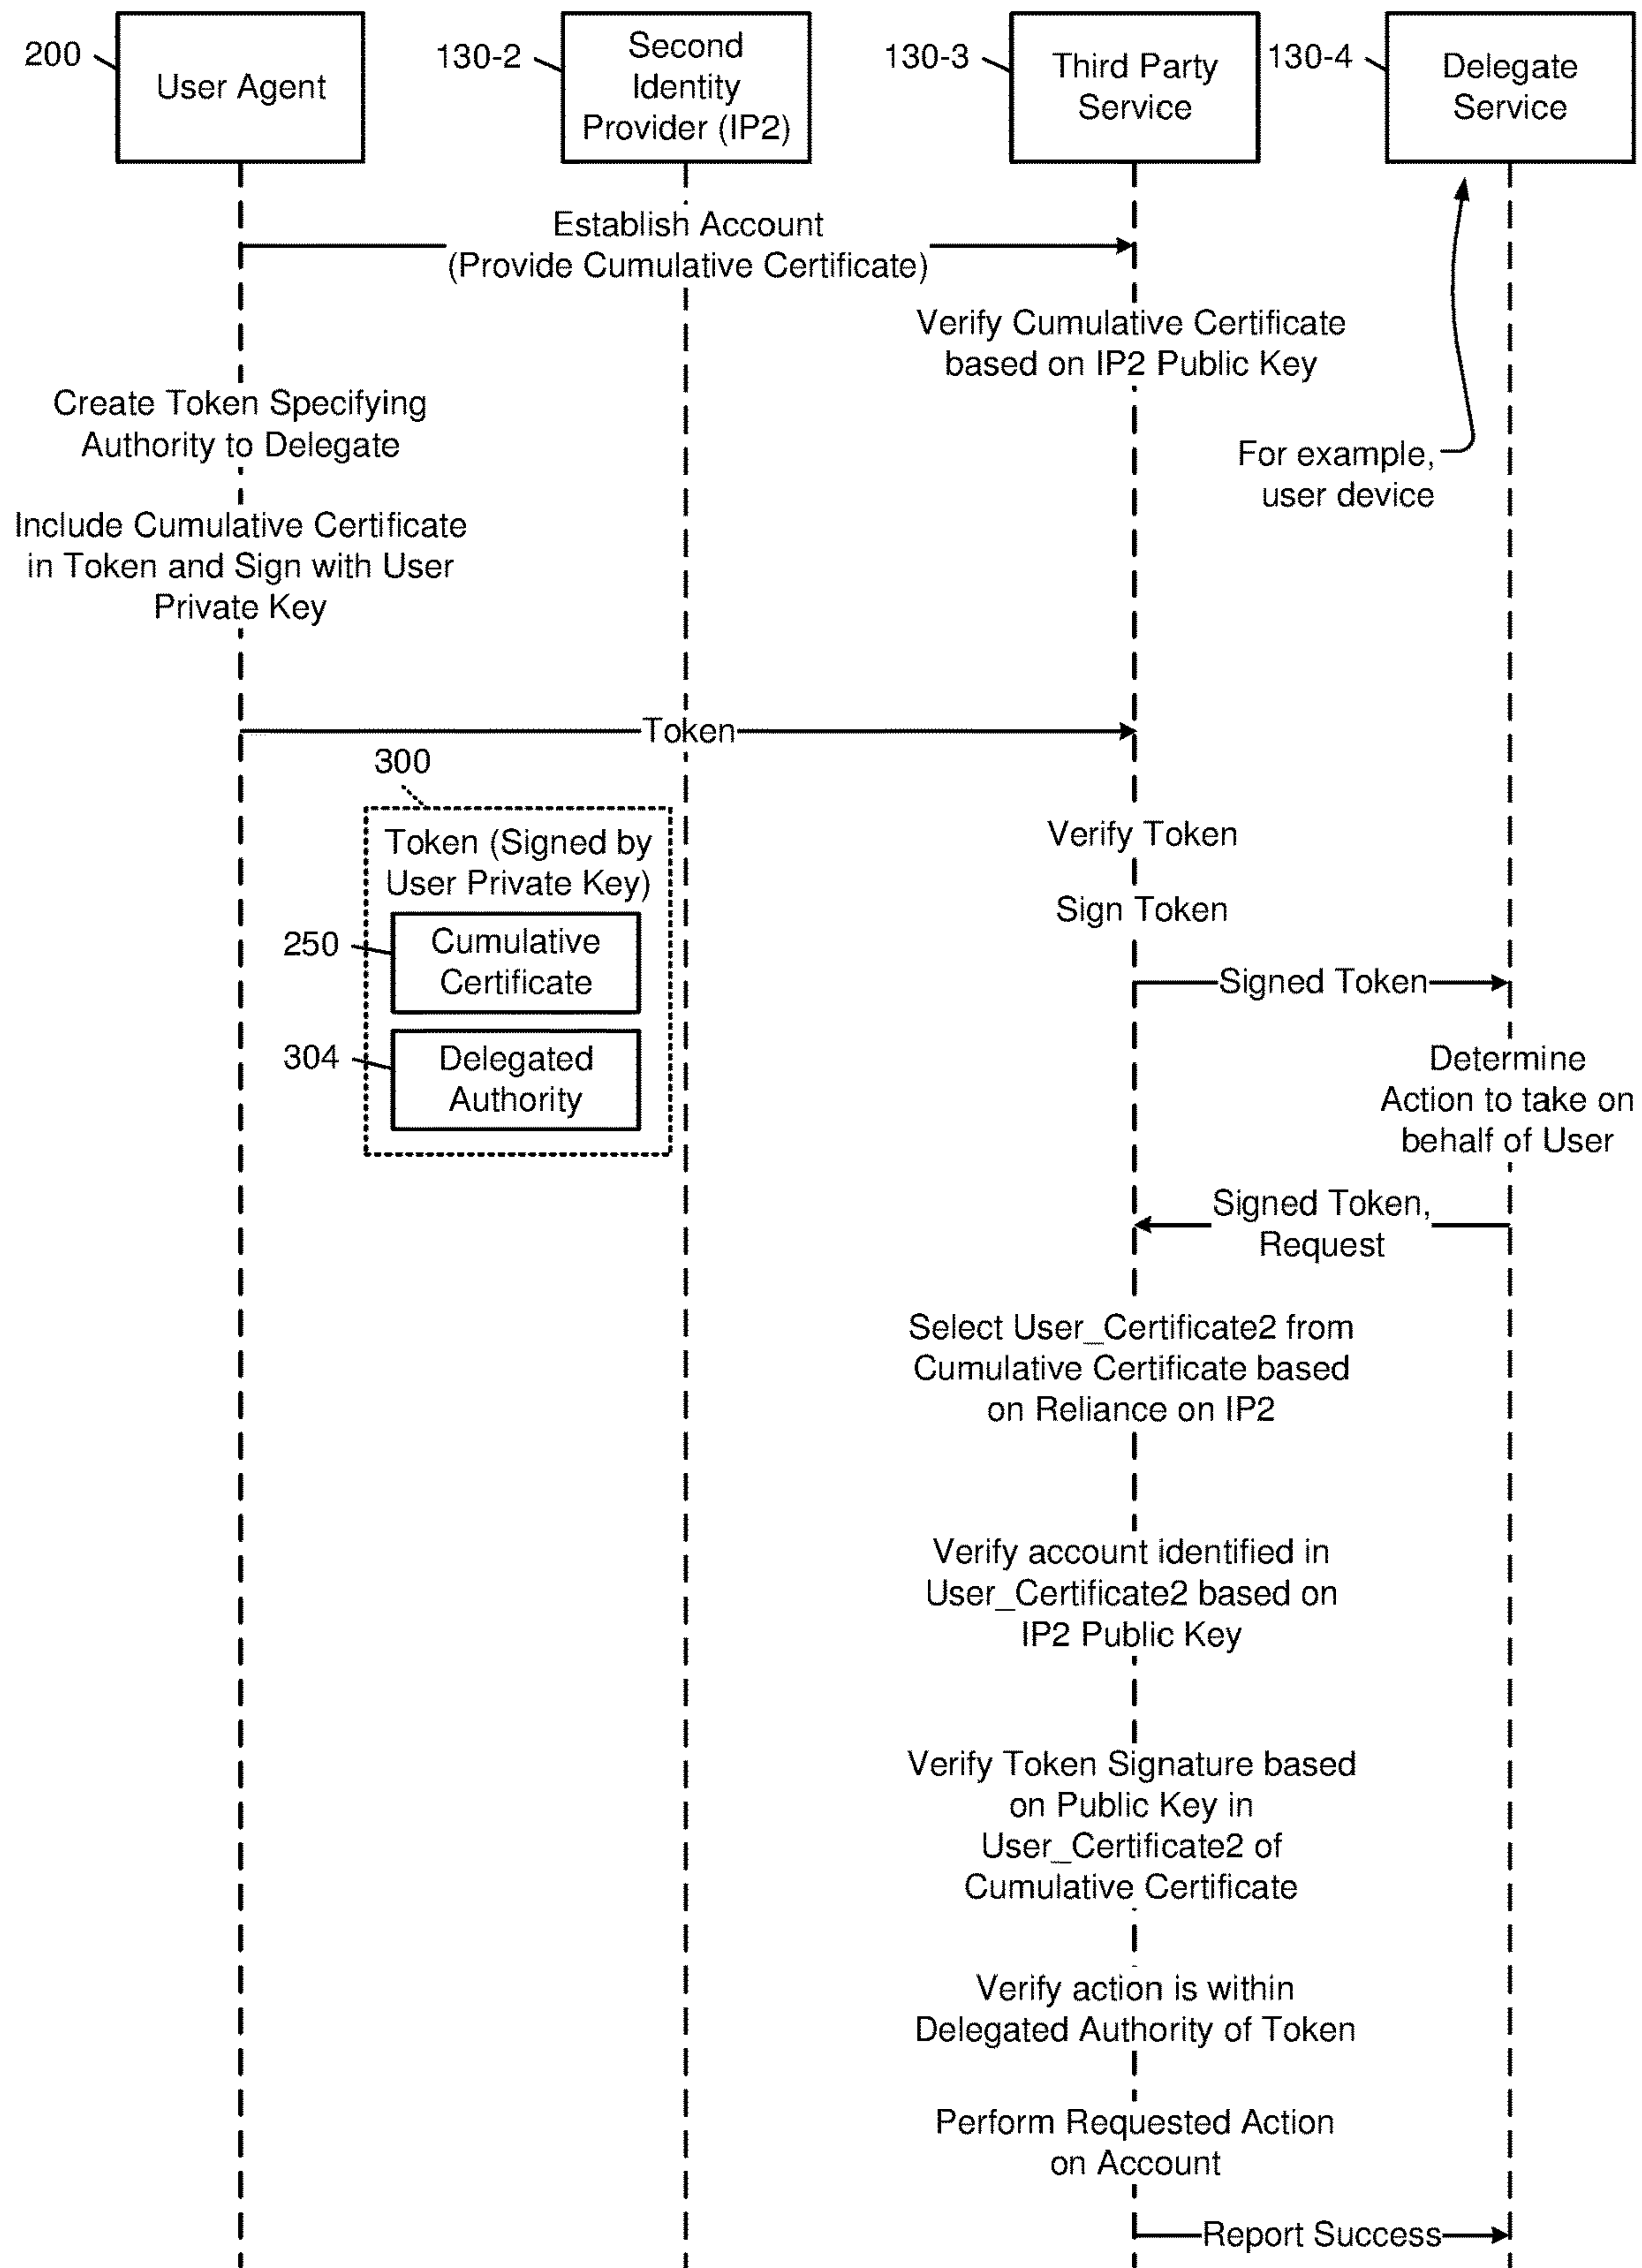 200
User Agent
130-2
Second
Identity
Provider (IP2)
130-3
Third Party
Service
130-4
Delegate
Service
Establish Account
(Provide Cumulative Certificate)
Verify Cumulative Certificate
based on IP2 Public Key
Create Token Specifying
Authority to Delegate
For example,
user device
Include Cumulative Certificate
in Token and Sign with User
Private Key
Token
300
Token (Signed by
User Private Key)
250
Cumulative
Certificate
304
Delegated
Authority
Verify Token
Sign Token
Signed Token
Determine
Action to take on
behalf of User
Signed Token,
Request
Select User_Certificate2 from
Cumulative Certificate based
on Reliance on IP2
Verify account identified in
User_Certificate2 based on
IP2 Public Key
Verify Token Signature based
on Public Key in
User_Certificate2 of
Cumulative Certificate
Verify action is within
Delegated Authority of Token
Perform Requested Action
on Account
Report Success